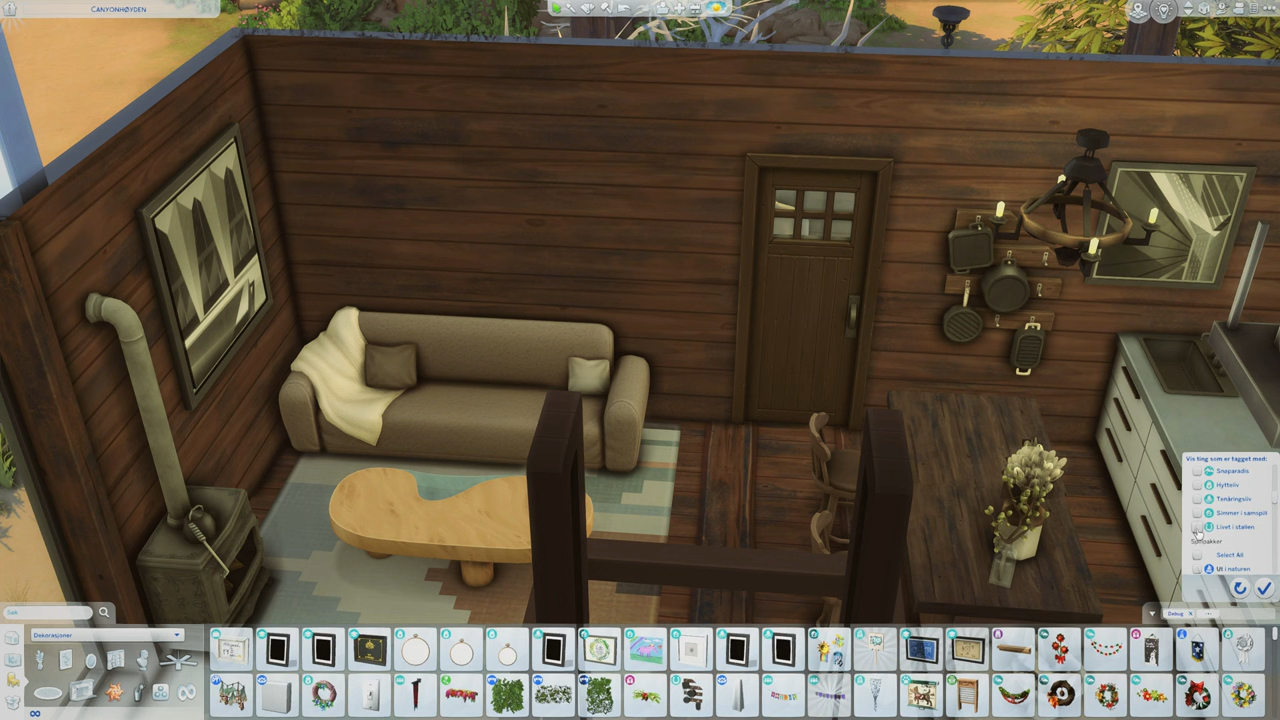 Canyonhøyden
Vis ting som er tagget med:
Snøparadis
Hytteliv
Tenåringsliv
Simmer i samspill
Livet i stallen
Select All
Ut i naturen
Søk
Debug X
Dekorasjoner